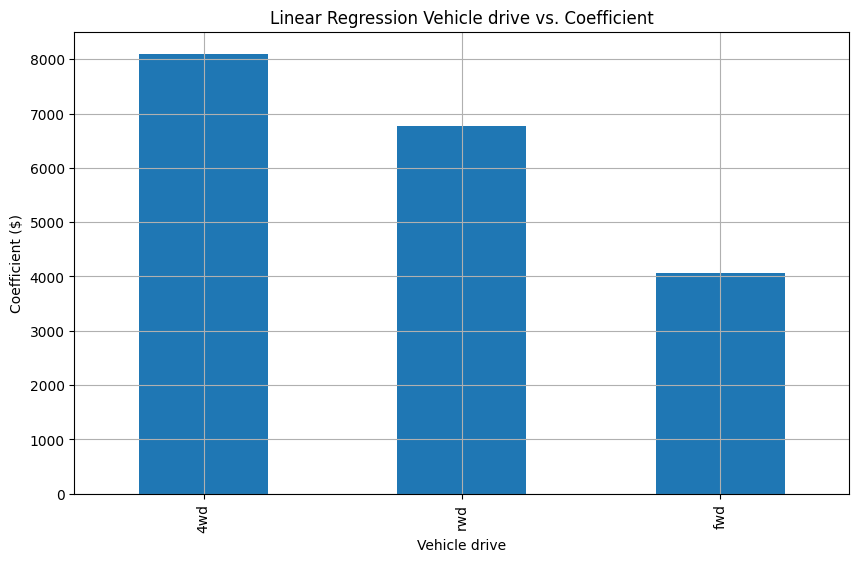 Linear Regression Vehicle drive vs. Coefficient
Coefficient ($)
8000
7000
6000
5000
4000
3000
2000
1000
0
4wd
rwd
fwd
Vehicle drive